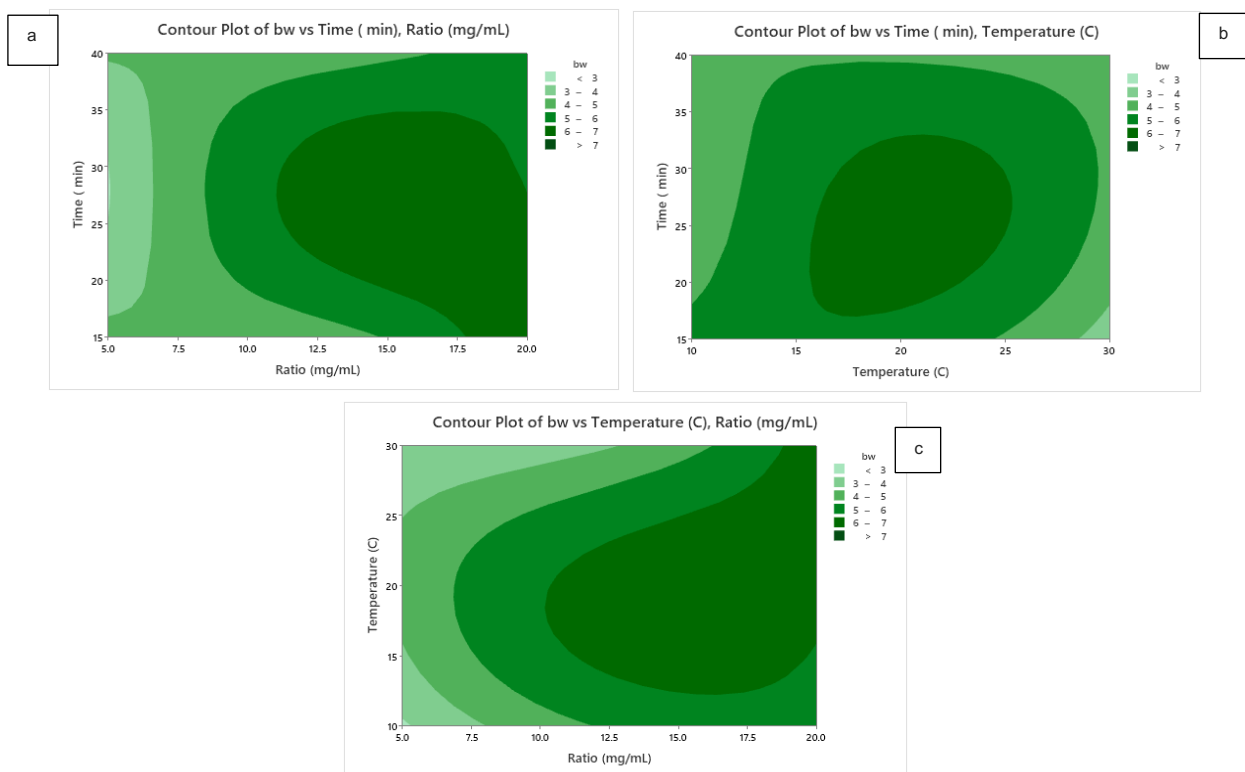 a
Contour Plot of bw vs Time ( min), Ratio (mg/mL)
bw
< 3
3 – 4
4 – 5
5 – 6
6 – 7
> 7
Time ( min)
40
35
30
25
20
15
5.0 7.5 10.0 12.5 15.0 17.5 20.0
Ratio (mg/mL)
b
Contour Plot of bw vs Time ( min), Temperature (C)
bw
< 3
3 – 4
4 – 5
5 – 6
6 – 7
> 7
Time ( min)
40
35
30
25
20
15
10 15 20 25 30
Temperature (C)
c
Contour Plot of bw vs Temperature (C), Ratio (mg/mL)
bw
< 3
3 – 4
4 – 5
5 – 6
6 – 7
> 7
Temperature (C)
30
25
20
15
10
5.0 7.5 10.0 12.5 15.0 17.5 20.0
Ratio (mg/mL)